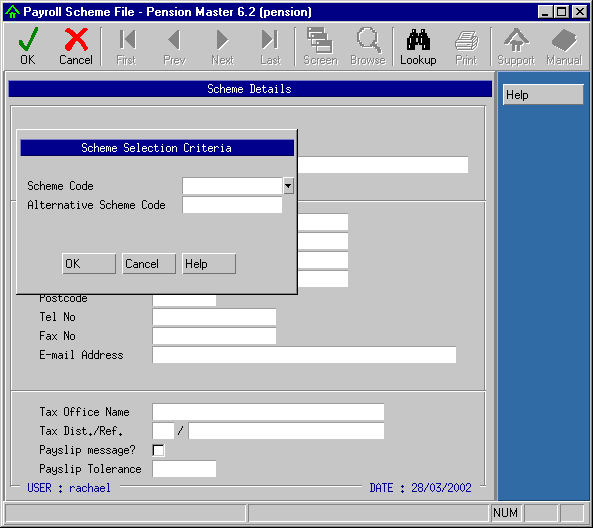 Payroll Scheme File - Pension Master 6.2 (pension)
OK Cancel First Prev Next Last Screen Browse Lookup Print Support Manual
Scheme Details
Help
Scheme Selection Criteria
Scheme Code
Alternative Scheme Code
OK Cancel Help
Postcode
Tel No
Fax No
E-mail Address
Tax Office Name
Tax Dist./Ref. /
Payslip message?
Payslip Tolerance
USER : rachael DATE : 28/03/2002
NUM